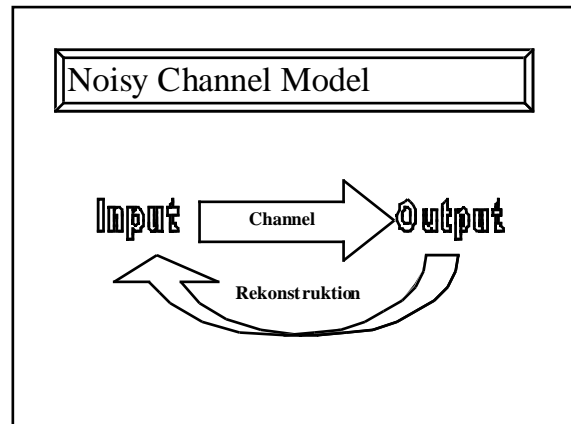 Noisy Channel Model
Input
Channel
Output
Rekonstruktion